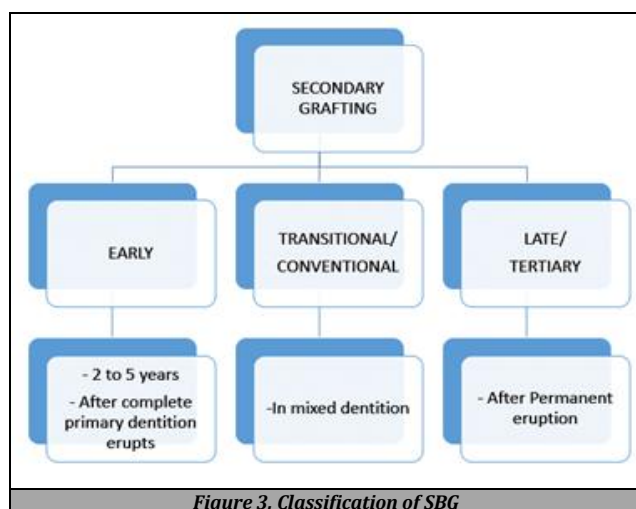 SECONDARY
GRAFTING
EARLY
TRANSITIONAL/
CONVENTIONAL
LATE/
TERTIARY
- 2 to 5 years
- After complete
primary dentition
erupts
-In mixed dentition
- After Permanent
eruption
Figure 3. Classification of SBG